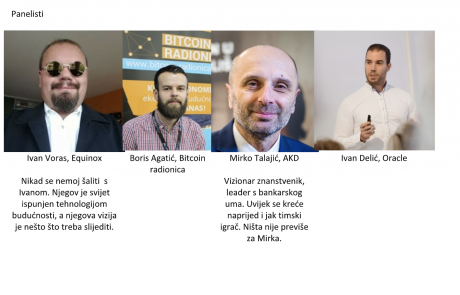 Panelisti
BITCOIN
RADIONI
Ivan Voras, Equinox
Nikad se nemoj šaliti s
Ivanom. Njegov je svijet
ispunjen tehnologijom
budućnosti, a njegova vizija
je nešto što treba slijediti.
Boris Agatić, Bitcoin
radionica
Mirko Talajić, AKD
Vizionar znanstvenik,
leader s bankarskog
uma. Uvijek se kreće
naprijed i jak timski
igrač. Ništa nije previše
za Mirka.
Ivan Delić, Oracle